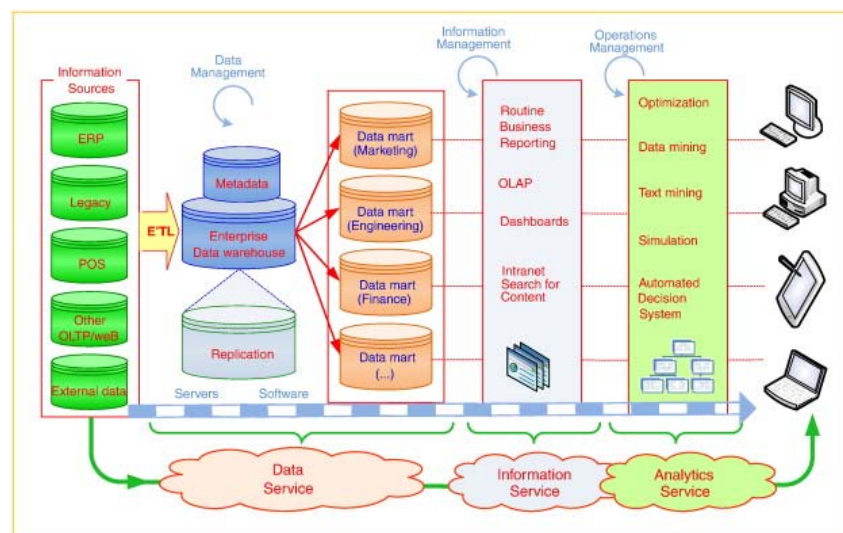 Information
Sources
ERP
Legacy
POS
Other
OLTP/weB
External data
E'TL
Data
Management
Metadata
Enterprise
Data warehouse
Replication
Servers
Software
Data mart
(Marketing)
Data mart
(Engineering)
Data mart
(Finance)
Data mart
(...)
Information
Management
Routine
Business
Reporting
OLAP
Dashboards
Intranet
Search for
Content
Operations
Management
Optimization
Data mining
Text mining
Simulation
Automated
Decision
System
Data
Service
Information
Service
Analytics
Service